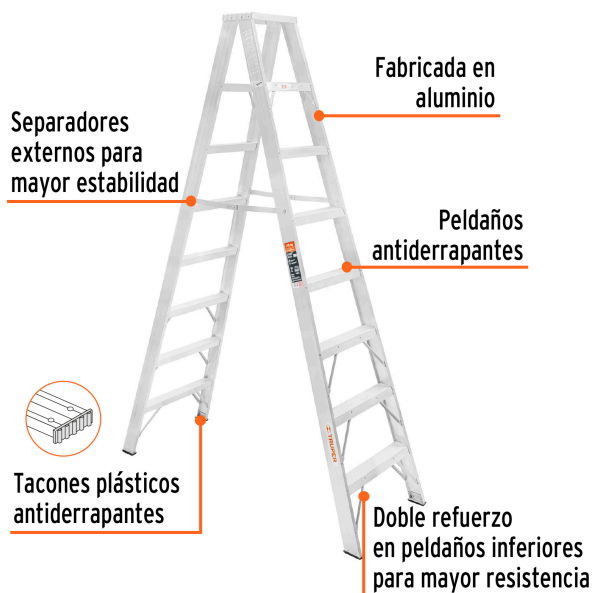 Fabricada en
aluminio
Separadores
externos para
mayor estabilidad
Peldaños
antiderrapantes
TRUPER
Tacones plásticos
antiderrapantes
Doble refuerzo
en peldaños inferiores
para mayor resistencia